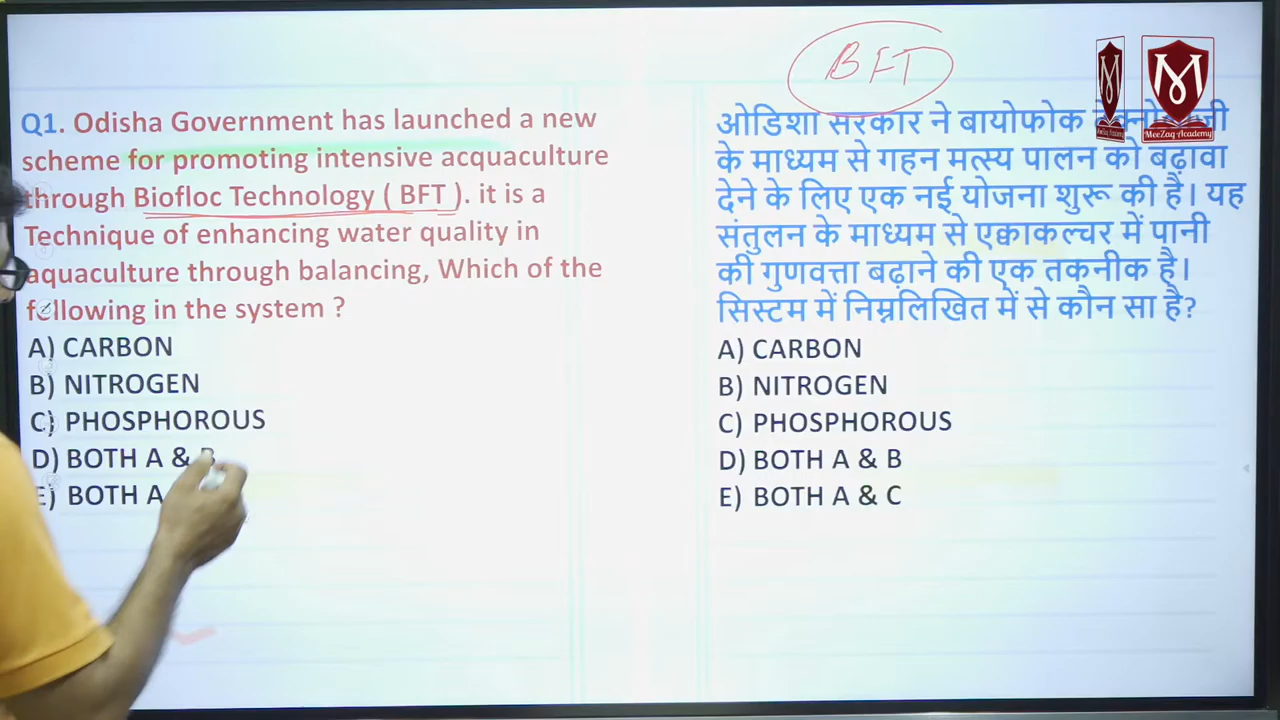 BFT
Q1. Odisha Government has launched a new
scheme for promoting intensive acquaculture
through Biofloc Technology ( BFT ). it is a
Technique of enhancing water quality in
aquaculture through balancing, Which of the
following in the system ?
A) CARBON
B) NITROGEN
C) PHOSPHOROUS
D) BOTH A & B
E) BOTH A
ओडिशा सरकार ने बायोफोक
के माध्यम से गहन मत्स्य पालन को बढ़ावा
देने के लिए एक नई योजना शुरू की है। यह
संतुलन के माध्यम से एक्वाकल्चर में पानी
की गुणवत्ता बढ़ाने की एक तकनीक है।
सिस्टम में निम्नलिखित में से कौन सा है?
A) CARBON
B) NITROGEN
C) PHOSPHOROUS
D) BOTH A & B
E) BOTH A & C
MeeZaq Academy